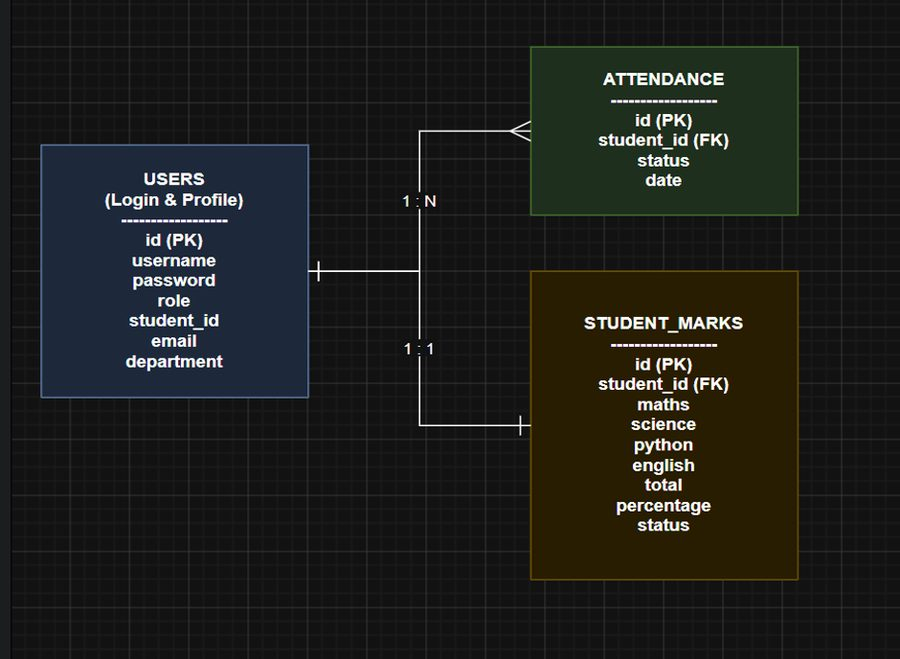 USERS
(Login & Profile)
------------------
id (PK)
username
password
role
student_id
email
department
1 : N
1 : 1
ATTENDANCE
------------------
id (PK)
student_id (FK)
status
date
STUDENT_MARKS
------------------
id (PK)
student_id (FK)
maths
science
python
english
total
percentage
status